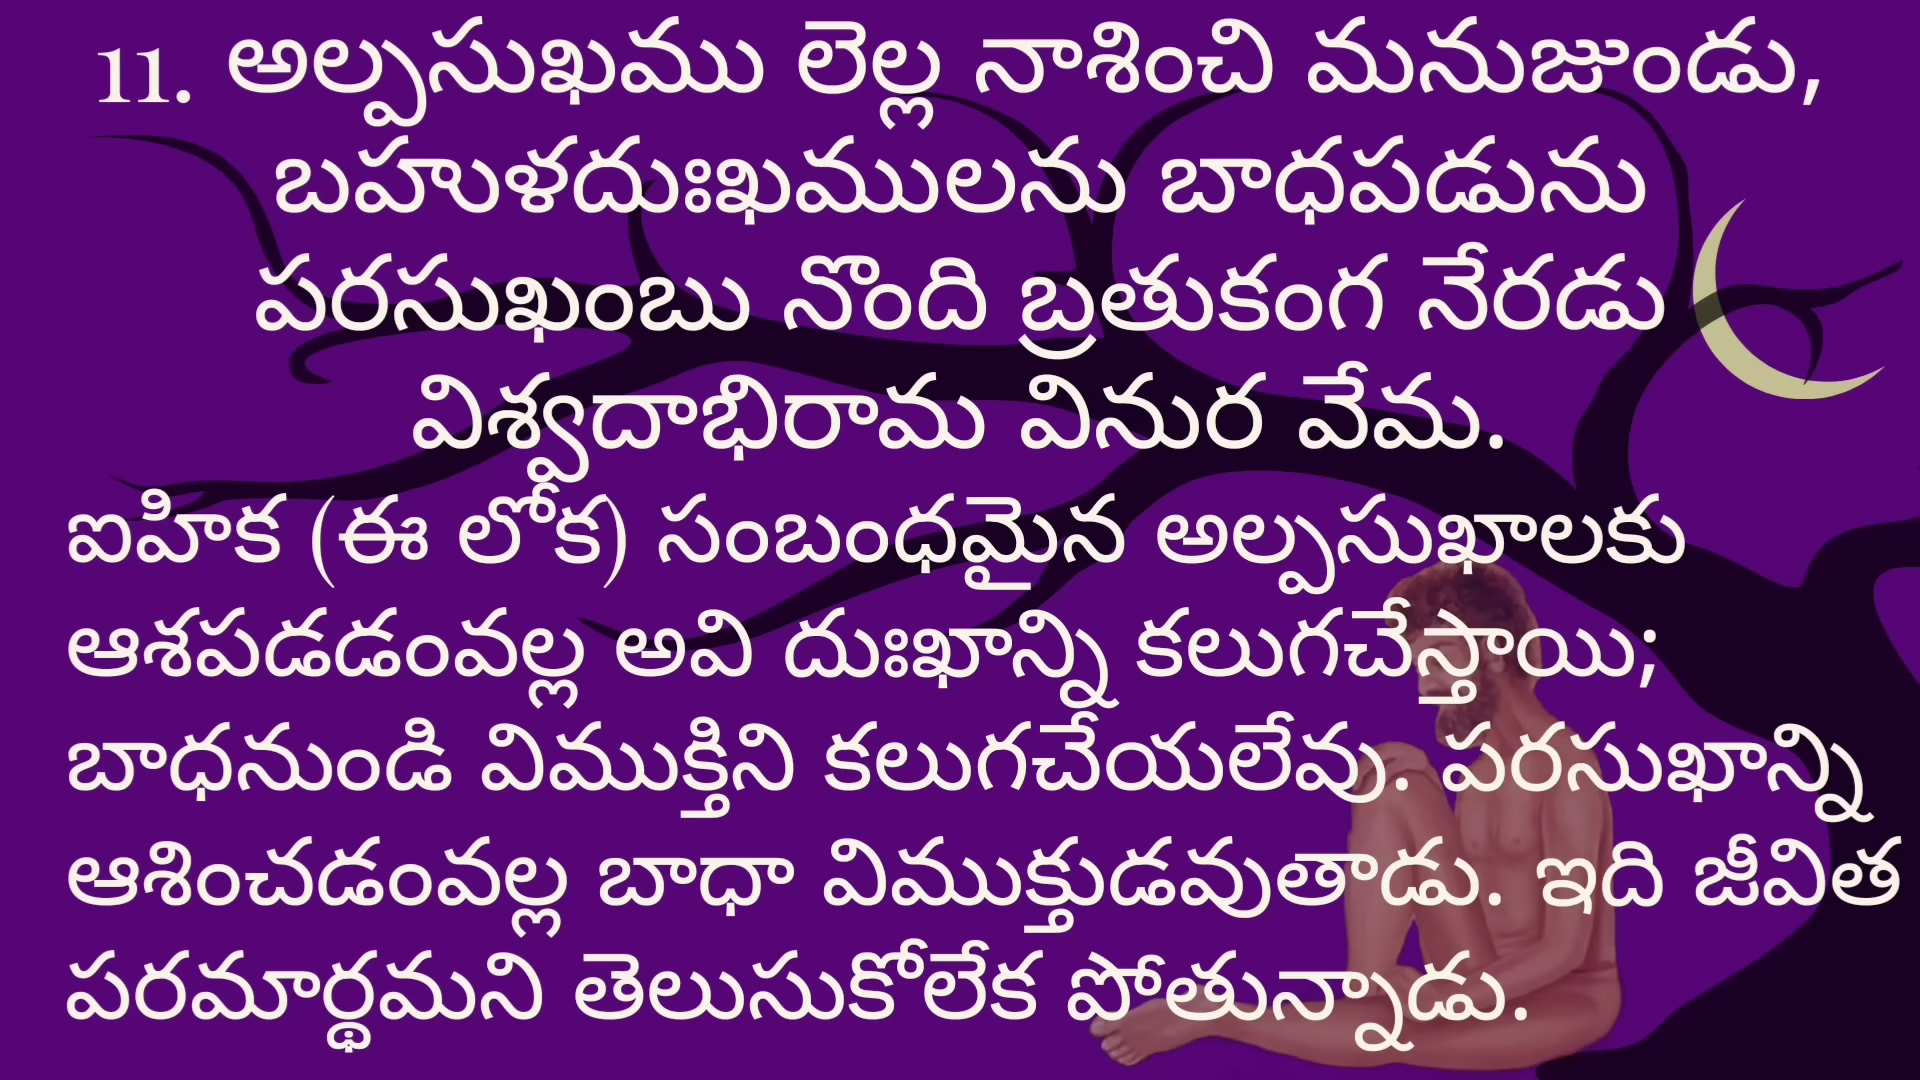 11. అల్పసుఖము లెల్ల నాశించి మనుజుండు,
బహుళదుఃఖములను బాధపడును
పరసుఖంబు నొంది బ్రతుకంగ నేరడు
విశ్వదాభిరామ వినుర వేమ.
ఐహిక (ఈ లోక) సంబంధమైన అల్పసుఖాలకు
ఆశపడడంవల్ల అవి దుఃఖాన్ని కలుగచేస్తాయి;
బాధనుండి విముక్తిని కలుగచేయలేవు. పరసుఖాన్ని
ఆశించడంవల్ల బాధా విముక్తుడవుతాడు. ఇది జీవిత
పరమార్థమని తెలుసుకోలేక పోతున్నాడు.